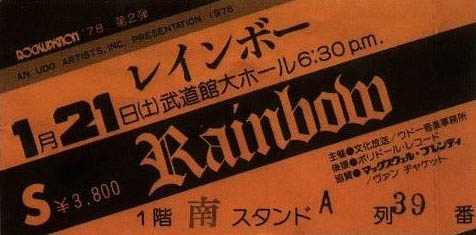 ROCKUPATION '78 第2弾
AN UDO ARTISTS, INC. PRESENTATION 1978
レインボー
1月21日(土)武道館大ホール6:30p.m.
Rainbow
主催●文化放送/ウドー音楽事務所
後援●ポリドール・レコード
協賛●マックスウェル・プレンティ
/ヴァン ヂャケット
S ¥3,800
1階 南 スタンド A 列 39 番